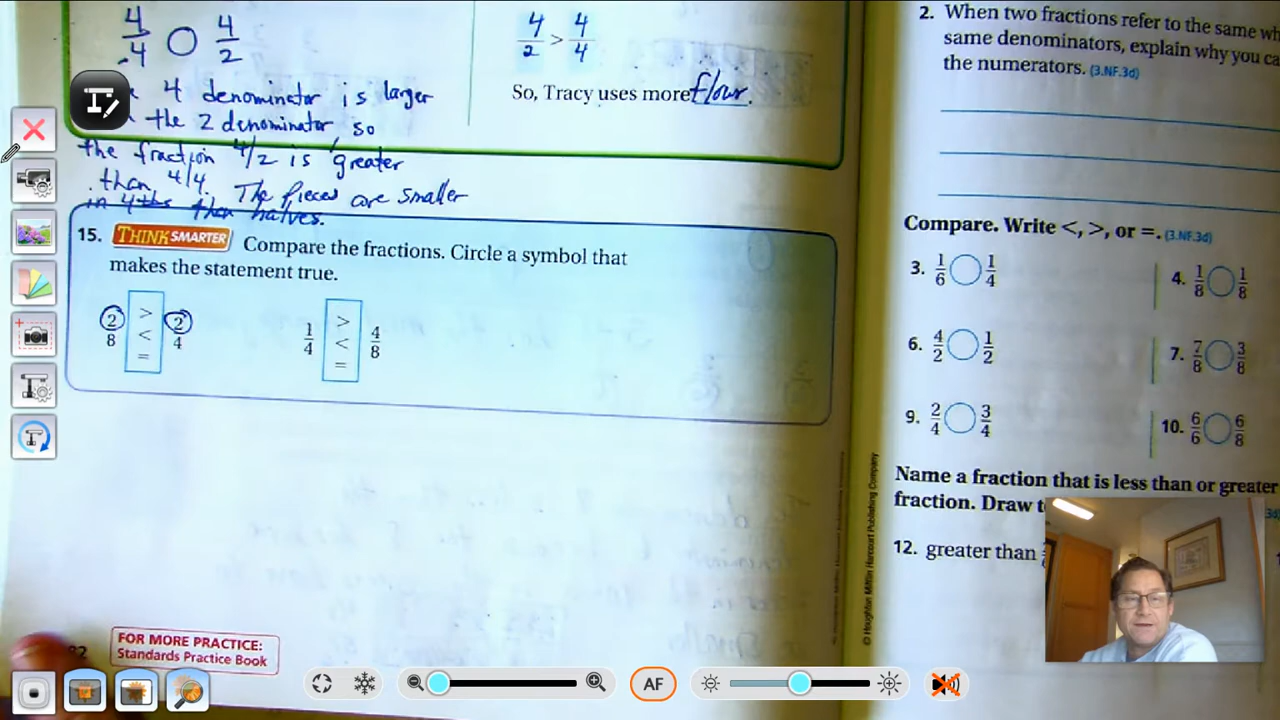 4/4 ○ 4/2
4 denominator is larger
the 2 denominator so
the fraction 4/2 is greater
than 4/4. The pieces are smaller
in 4ths than halves.
4/2 > 4/4
So, Tracy uses more flour.
15. THINK SMARTER Compare the fractions. Circle a symbol that
makes the statement true.
2/8 > < = 2/4
1/4 > < = 4/8
FOR MORE PRACTICE:
Standards Practice Book
2. When two fractions refer to the same wh
same denominators, explain why you ca
the numerators. (3.NF.3d)
Compare. Write <, >, or =. (3.NF.3d)
3. 1/6 ○ 1/4
4. 1/8 ○ 1/8
6. 4/2 ○ 1/2
7. 7/8 ○ 3/8
9. 2/4 ○ 3/4
10. 6/6 ○ 6/8
Name a fraction that is less than or greater
fraction. Draw t
12. greater than
© Houghton Mifflin Harcourt Publishing Company
AF